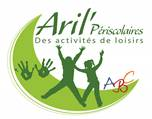 Aril'
Périscolaires
Des activités de loisirs
ABC